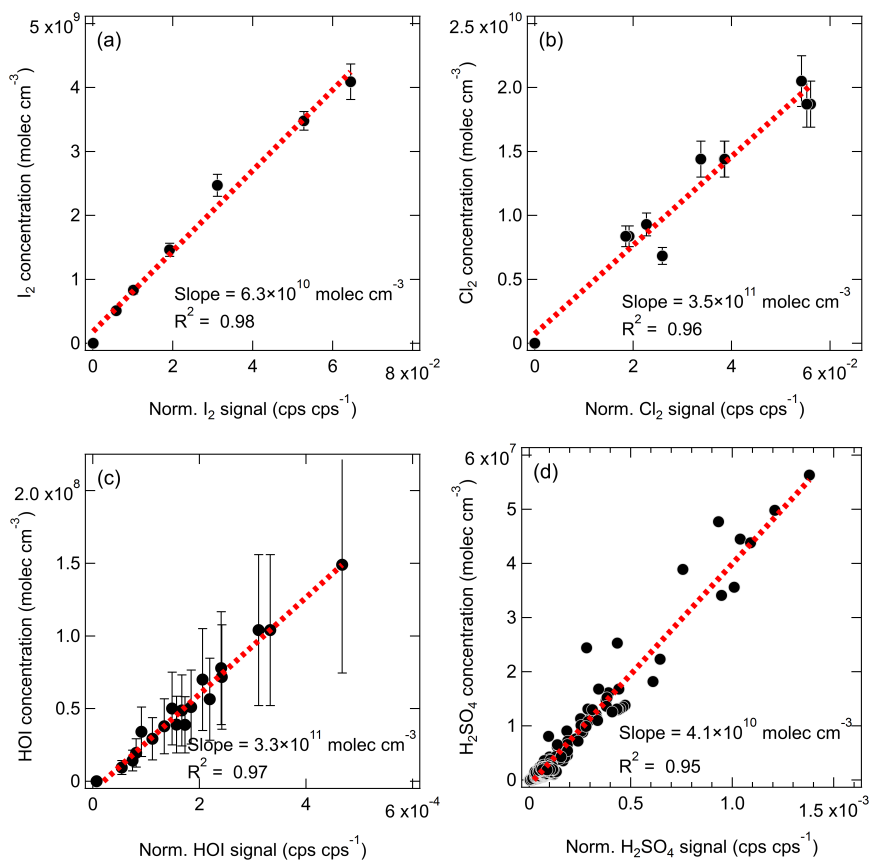 (a)
I₂ concentration (molec cm⁻³)
5 x10⁹
4
3
2
1
0
Slope = 6.3×10¹⁰ molec cm⁻³
R² = 0.98
0
2
4
6
8 x10⁻²
Norm. I₂ signal (cps cps⁻¹)
(b)
Cl₂ concentration (molec cm⁻³)
2.5 x10¹⁰
2.0
1.5
1.0
0.5
0
Slope = 3.5×10¹¹ molec cm⁻³
R² = 0.96
0
2
4
6 x10⁻²
Norm. Cl₂ signal (cps cps⁻¹)
(c)
HOI concentration (molec cm⁻³)
2.0 x10⁸
1.5
1.0
0.5
0
Slope = 3.3×10¹¹ molec cm⁻³
R² = 0.97
0
2
4
6 x10⁻⁴
Norm. HOI signal (cps cps⁻¹)
(d)
H₂SO₄ concentration (molec cm⁻³)
6 x10⁷
5
4
3
2
1
0
Slope = 4.1×10¹⁰ molec cm⁻³
R² = 0.95
0
0.5
1.0
1.5 x10⁻³
Norm. H₂SO₄ signal (cps cps⁻¹)